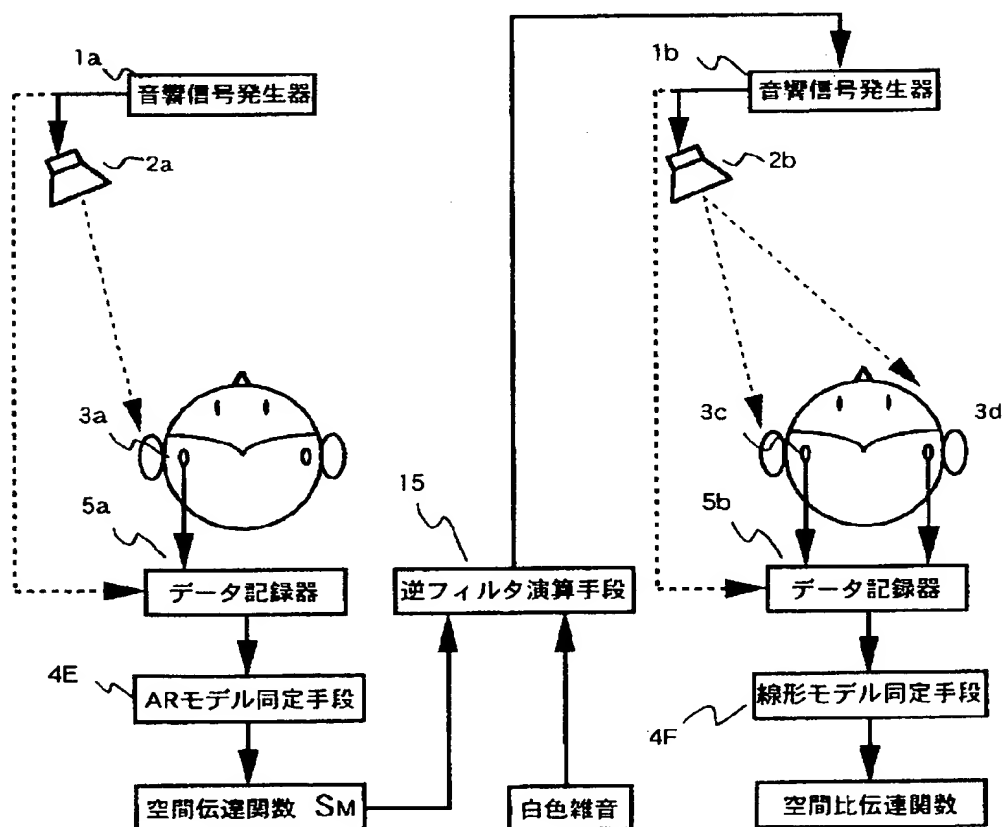 1a
音響信号発生器
2a
3a
5a
データ記録器
4E
ARモデル同定手段
空間伝達関数 SM
15
逆フィルタ演算手段
白色雑音
1b
音響信号発生器
2b
3c
3d
5b
データ記録器
線形モデル同定手段
4F
空間比伝連関数